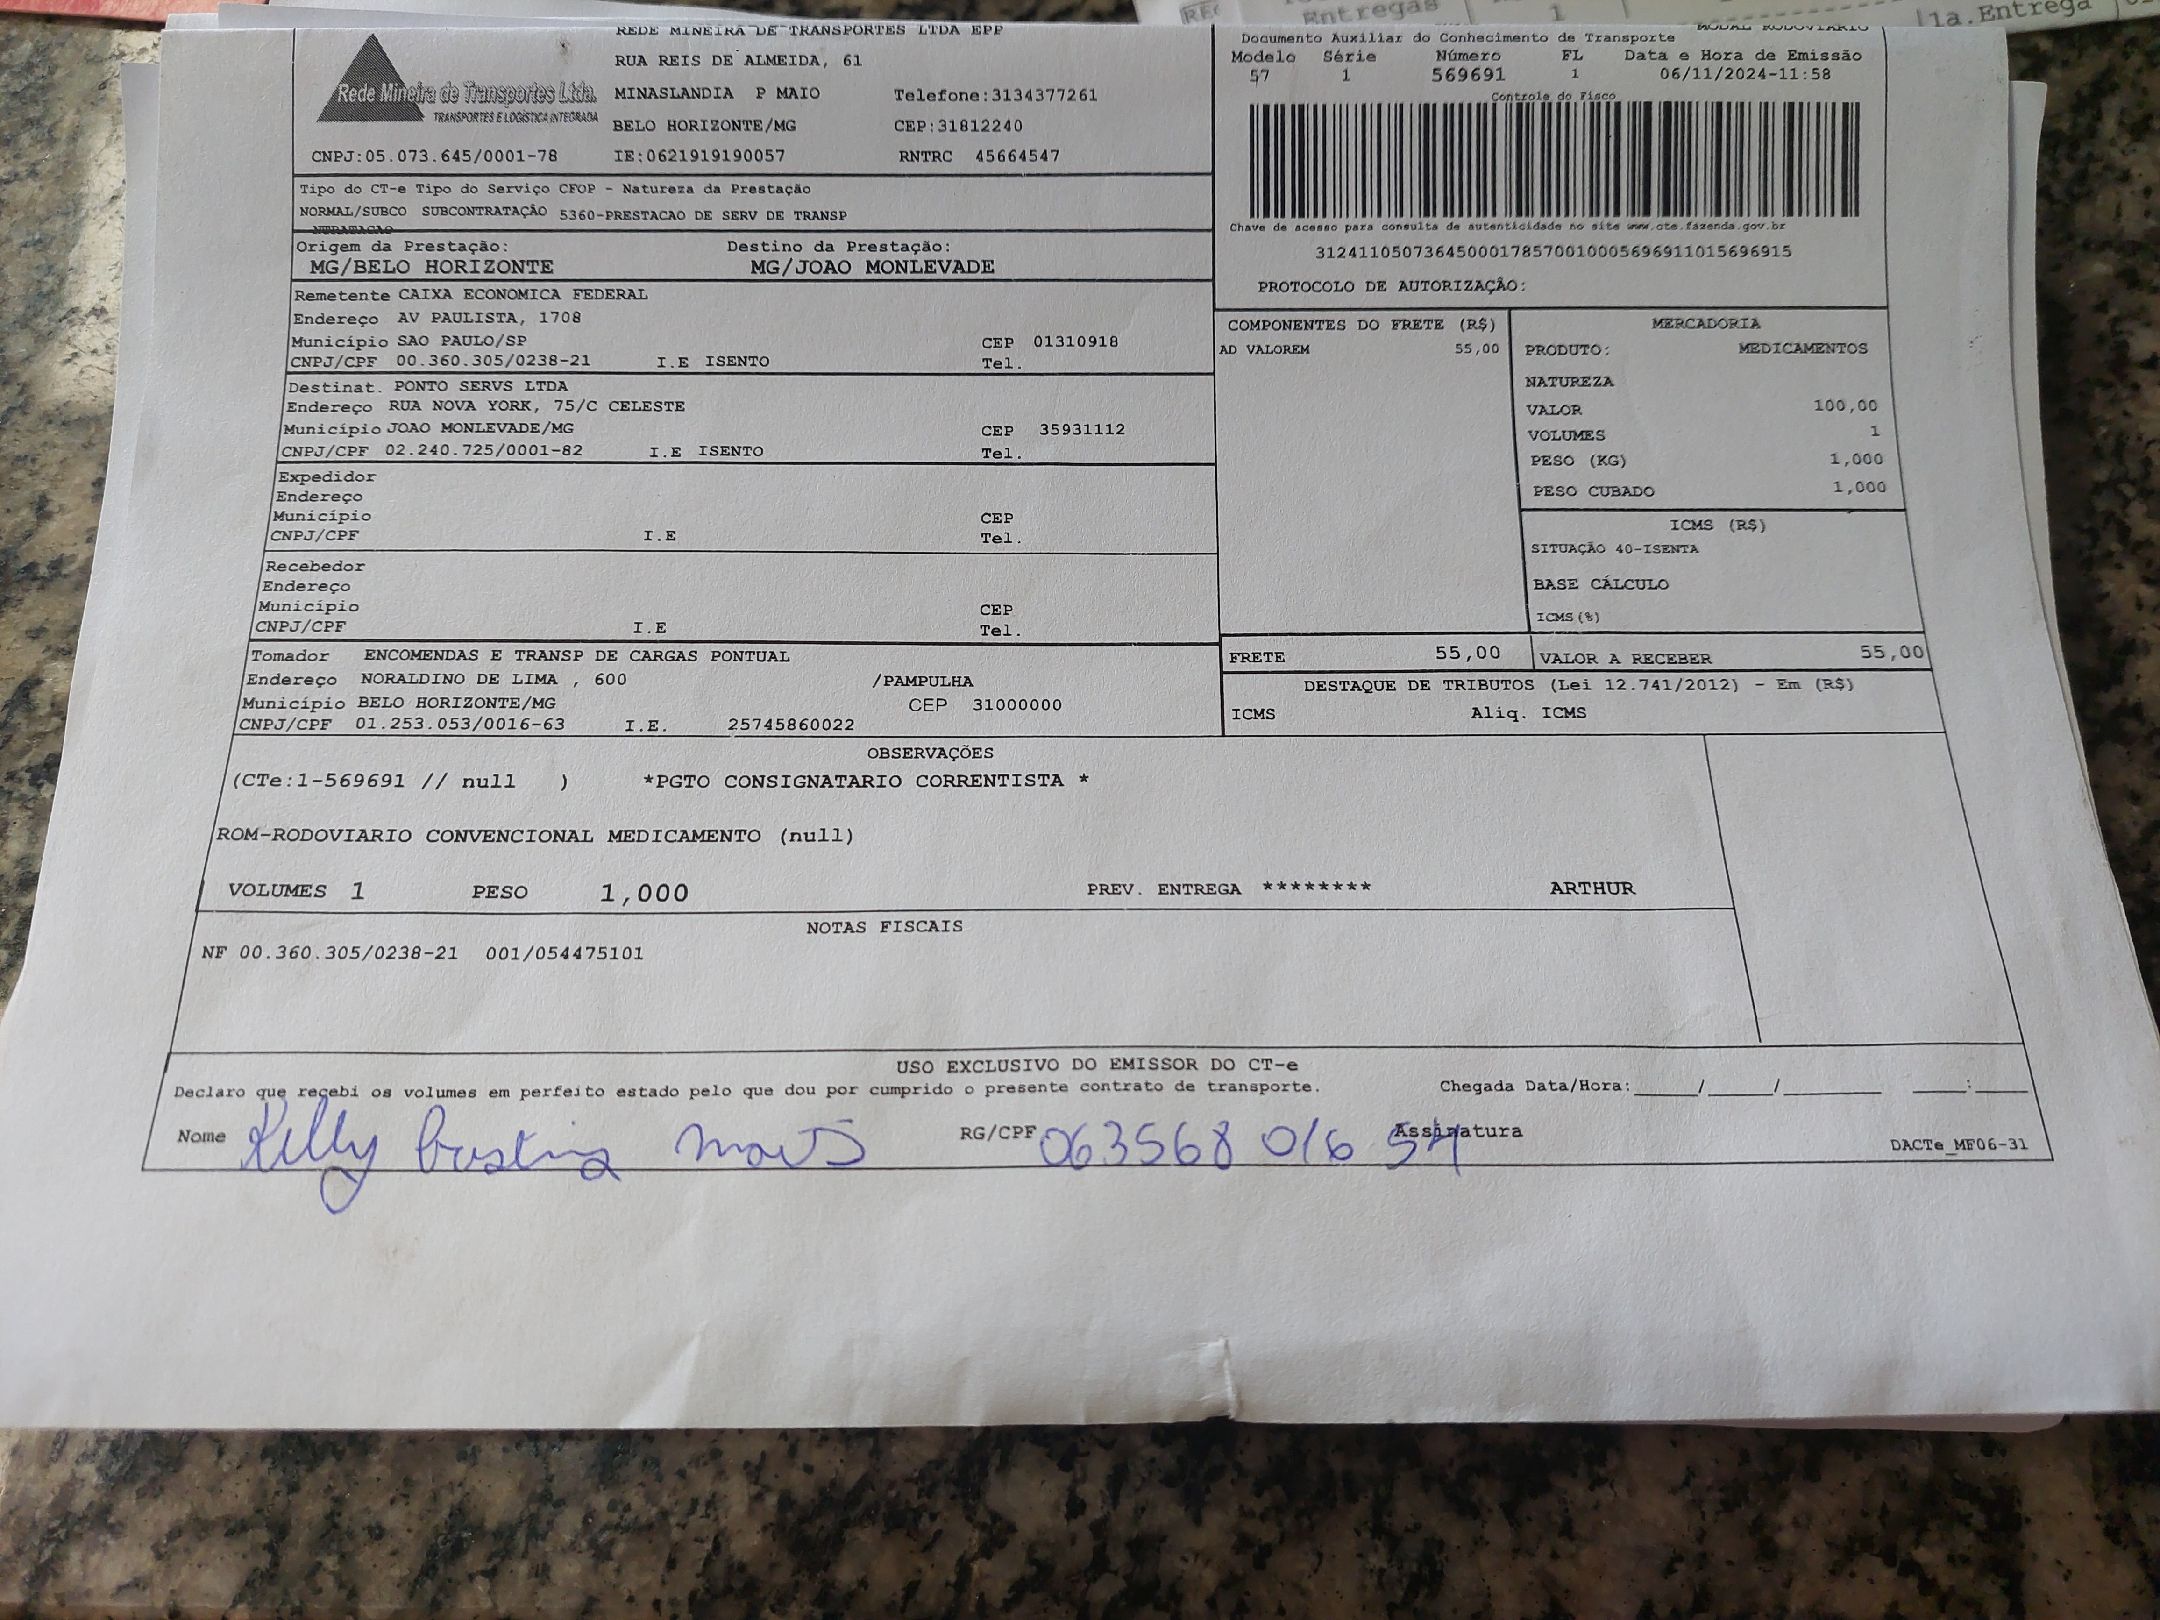 Entregas
1
1a.Entrega
REDE MINEIRA DE TRANSPORTES LTDA EPP
RUA REIS DE ALMEIDA, 61
MINASLANDIA P MAIO Telefone:3134377261
BELO HORIZONTE/MG CEP:31812240
CNPJ:05.073.645/0001-78 IE:0621919190057 RNTRC 45664547
Rede Mineira de Transportes Ltda.
TRANSPORTES E LOGÍSTICA INTEGRADA
MODAL RODOVIARIO
Documento Auxiliar do Conhecimento de Transporte
Modelo Série Número FL Data e Hora de Emissão
57 1 569691 1 06/11/2024-11:58
Controle do Fisco
Chave de acesso para consulta de autenticidade no site www.cte.fazenda.gov.br
31241105073645000178570010005696911015696915
PROTOCOLO DE AUTORIZAÇÃO:
Tipo do CT-e Tipo do Serviço CFOP - Natureza da Prestação
NORMAL/SUBCO SUBCONTRATAÇÃO 5360-PRESTACAO DE SERV DE TRANSP
NTRATACAO
Origem da Prestação: Destino da Prestação:
MG/BELO HORIZONTE MG/JOAO MONLEVADE
Remetente CAIXA ECONOMICA FEDERAL
Endereço AV PAULISTA, 1708
Município SAO PAULO/SP CEP 01310918
CNPJ/CPF 00.360.305/0238-21 I.E ISENTO Tel.
Destinat. PONTO SERVS LTDA
Endereço RUA NOVA YORK, 75/C CELESTE
Município JOAO MONLEVADE/MG CEP 35931112
CNPJ/CPF 02.240.725/0001-82 I.E ISENTO Tel.
Expedidor
Endereço
Município CEP
CNPJ/CPF I.E Tel.
Recebedor
Endereço
Município CEP
CNPJ/CPF I.E Tel.
Tomador ENCOMENDAS E TRANSP DE CARGAS PONTUAL
Endereço NORALDINO DE LIMA , 600 /PAMPULHA
Município BELO HORIZONTE/MG CEP 31000000
CNPJ/CPF 01.253.053/0016-63 I.E. 25745860022
COMPONENTES DO FRETE (R$)
AD VALOREM 55,00
MERCADORIA
PRODUTO: MEDICAMENTOS
NATUREZA
VALOR 100,00
VOLUMES 1
PESO (KG) 1,000
PESO CUBADO 1,000
ICMS (R$)
SITUAÇÃO 40-ISENTA
BASE CÁLCULO
ICMS(%)
FRETE 55,00 VALOR A RECEBER 55,00
DESTAQUE DE TRIBUTOS (Lei 12.741/2012) - Em (R$)
ICMS Aliq. ICMS
OBSERVAÇÕES
(CTe:1-569691 // null ) *PGTO CONSIGNATARIO CORRENTISTA *
ROM-RODOVIARIO CONVENCIONAL MEDICAMENTO (null)
VOLUMES 1 PESO 1,000 PREV. ENTREGA ******** ARTHUR
NOTAS FISCAIS
NF 00.360.305/0238-21 001/054475101
USO EXCLUSIVO DO EMISSOR DO CT-e
Declaro que recebi os volumes em perfeito estado pelo que dou por cumprido o presente contrato de transporte. Chegada Data/Hora:_____/_____/________ ____:____
Nome Kelly RG/CPF 063568 016 54 Assinatura
DACTe_MF06-31